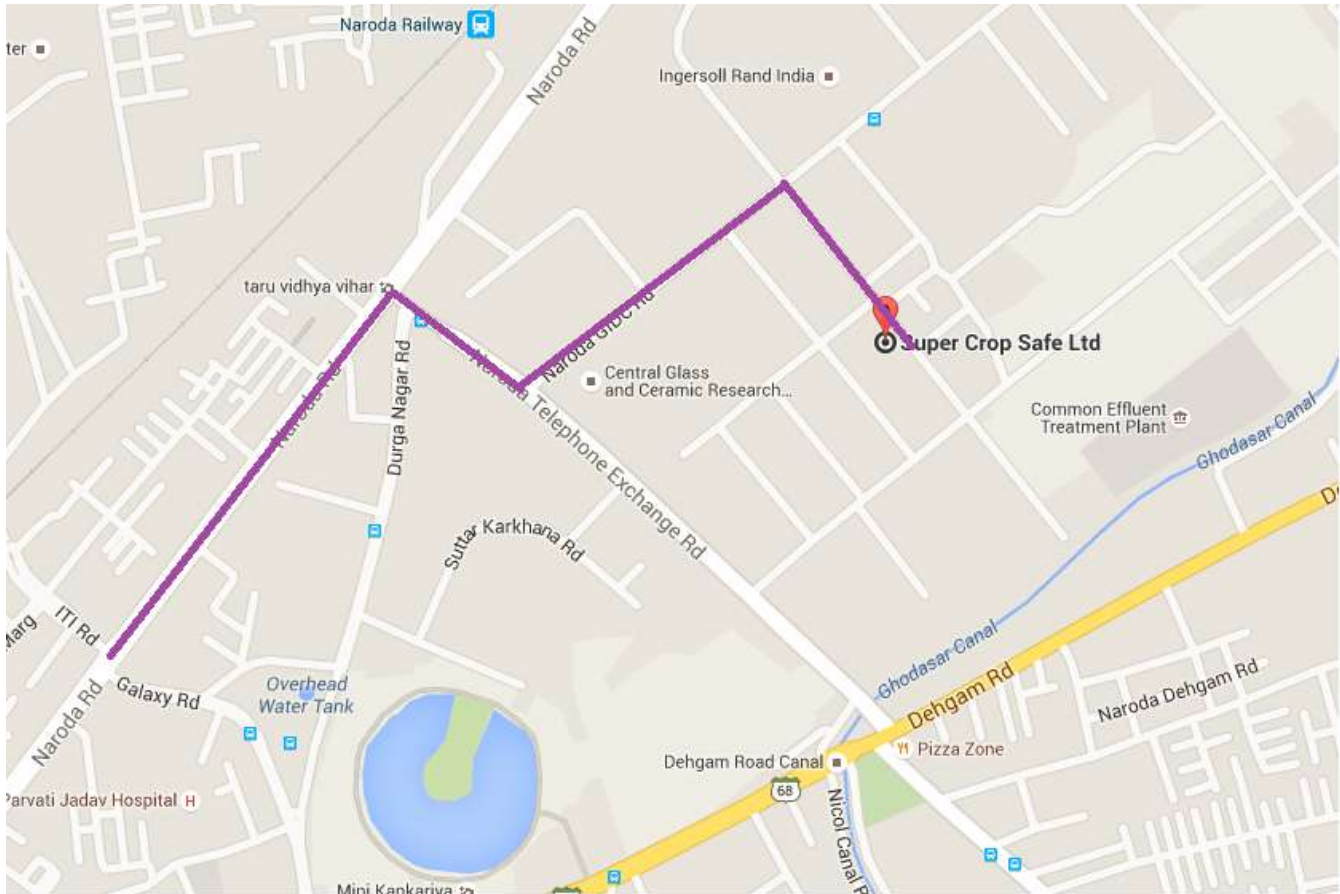 Naroda Railway
Naroda Rd
ter
Ingersoll Rand India
taru vidhya vihar
Naroda Rd
Durga Nagar Rd
Naroda Telephone Exchange Rd
Naroda GIDC Rd
Central Glass
and Ceramic Research...
Super Crop Safe Ltd
Common Effluent
Treatment Plant
Ghodasar Canal
De
Suttar Karkhana Rd
ITI Rd
Marg
Galaxy Rd
Naroda Rd
Overhead
Water Tank
Ghodasar Canal
Dehgam Rd
Naroda Dehgam Rd
Pizza Zone
Dehgam Road Canal
68
Nicol Canal R
Parvati Jadav Hospital H
Mini Kankariya